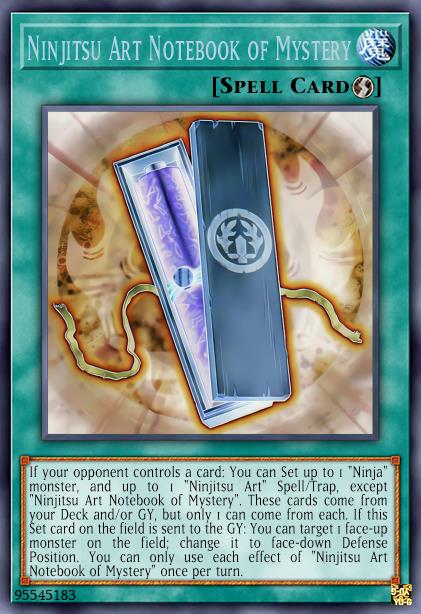 Ninjitsu Art Notebook of Mystery 魔
[Spell Card]
If your opponent controls a card: You can Set up to 1 "Ninja"
monster, and up to 1 "Ninjitsu Art" Spell/Trap, except
"Ninjitsu Art Notebook of Mystery". These cards come from
your Deck and/or GY, but only 1 can come from each. If this
Set card on the field is sent to the GY: You can target 1 face-up
monster on the field; change it to face-down Defense
Position. You can only use each effect of "Ninjitsu Art
Notebook of Mystery" once per turn.
95545183